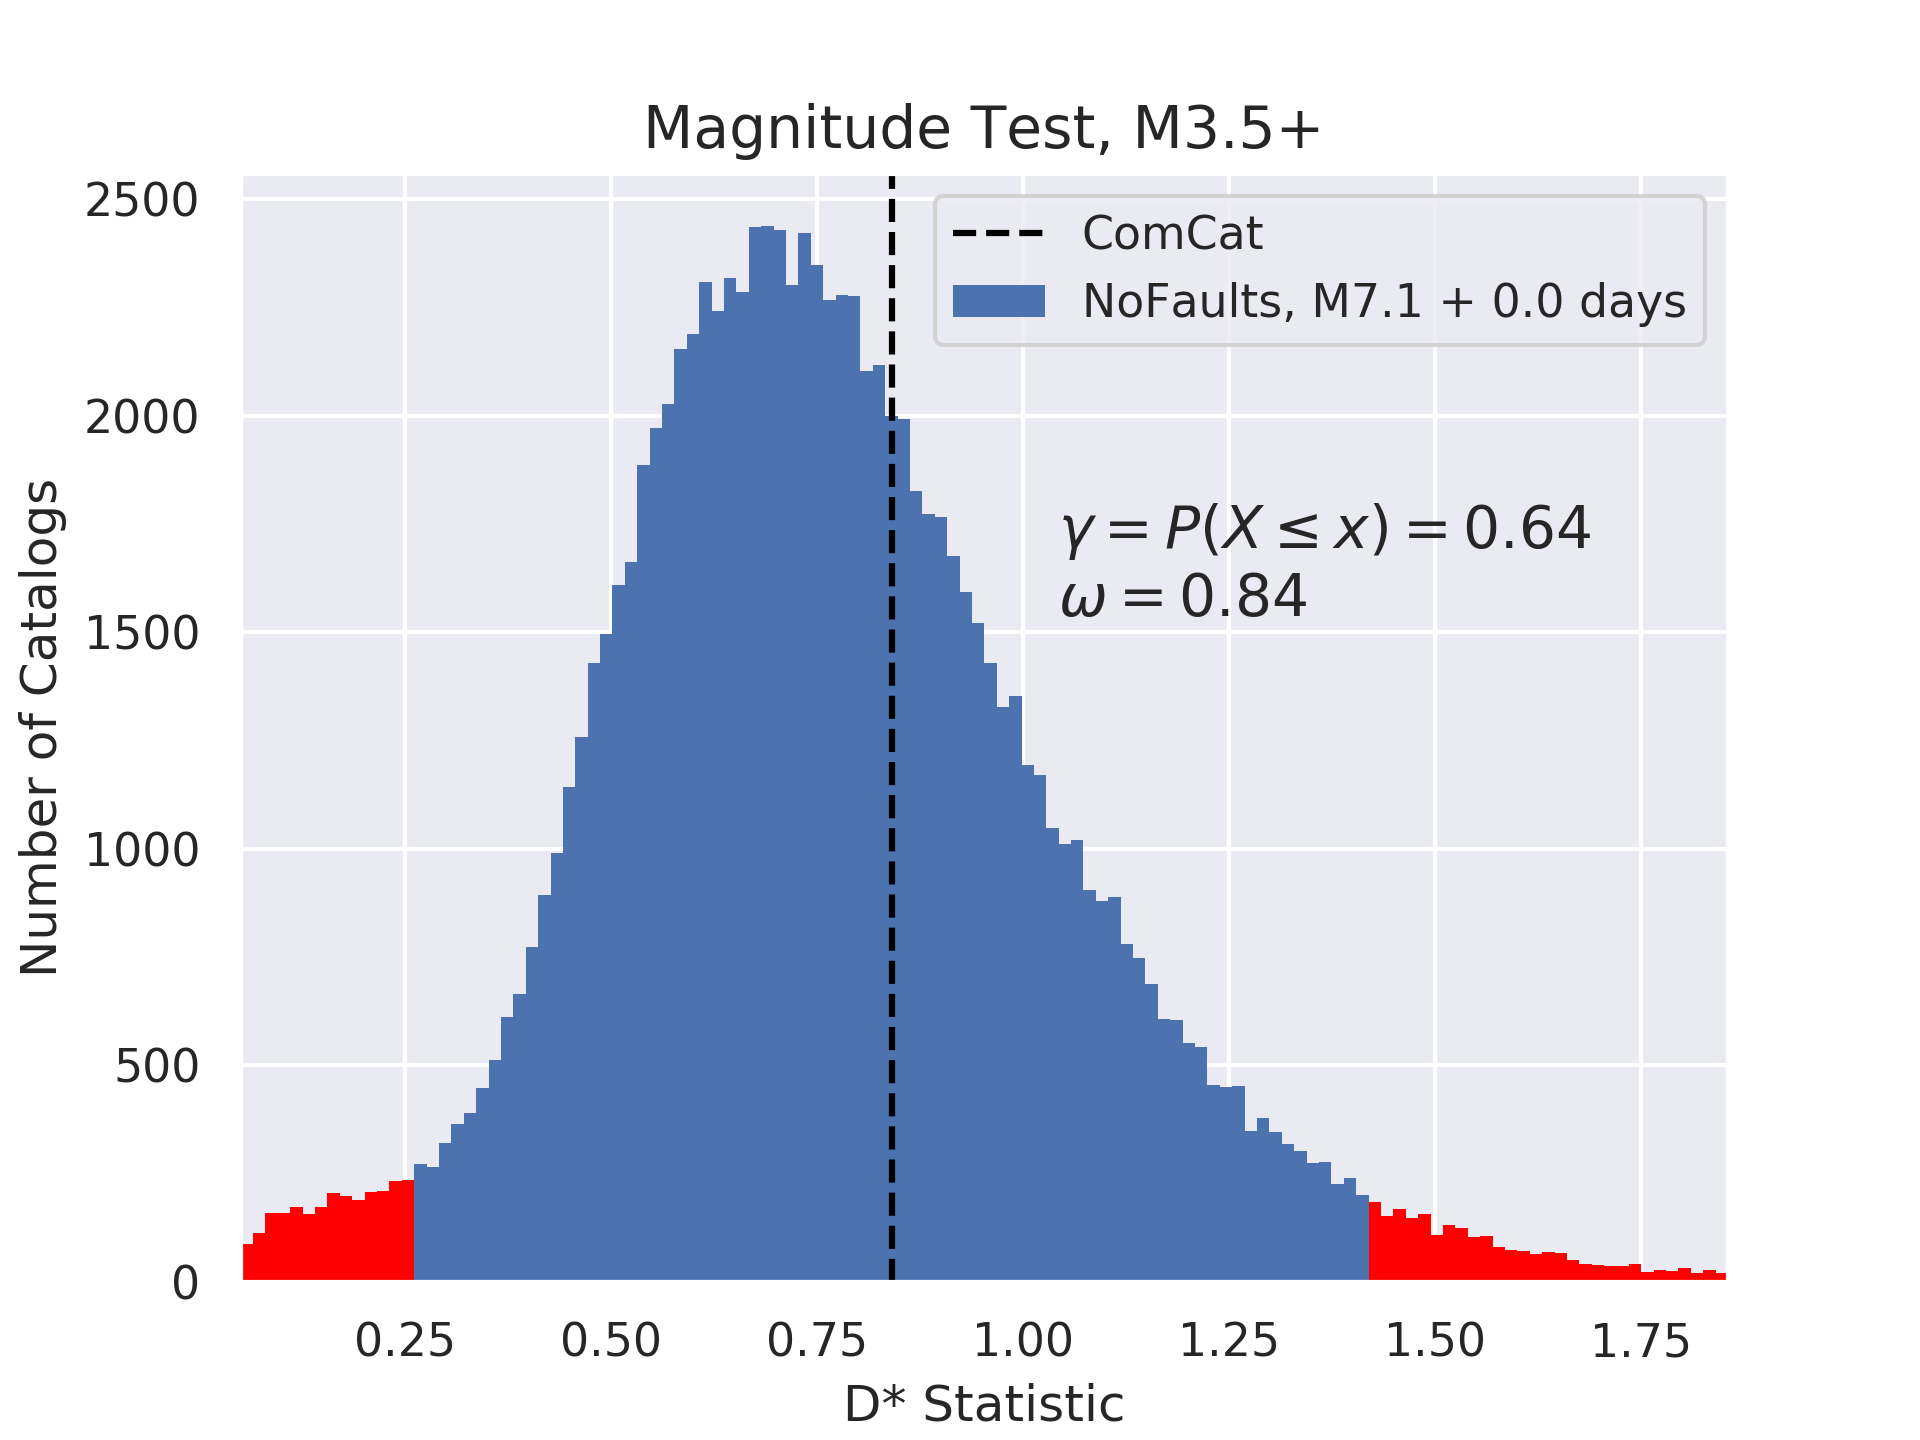 Magnitude Test, M3.5+
2500
2000
1500
1000
500
0
Number of Catalogs
ComCat
NoFaults, M7.1 + 0.0 days
γ = P(X ≤ x) = 0.64
ω = 0.84
0.25 0.50 0.75 1.00 1.25 1.50 1.75
D* Statistic